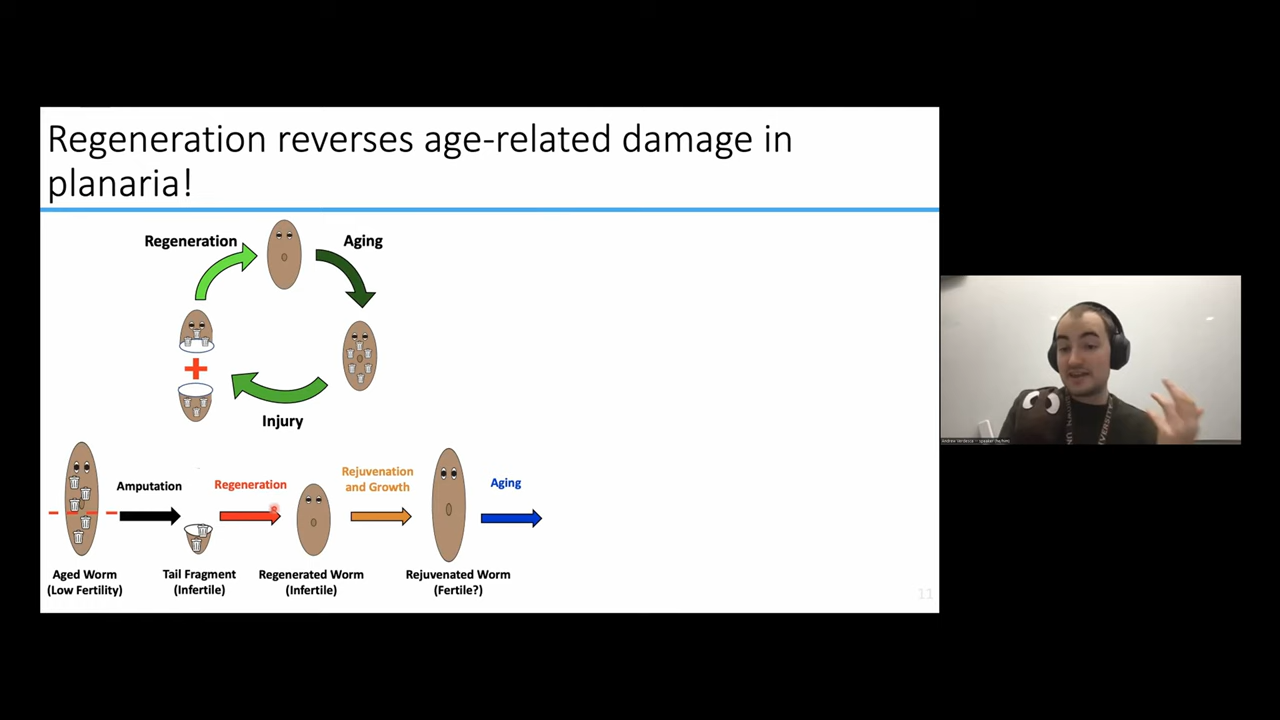 Regeneration reverses age-related damage in
planaria!
Regeneration
Aging
Injury
Amputation
Regeneration
Rejuvenation
and Growth
Aging
Aged Worm
(Low Fertility)
Tail Fragment
(Infertile)
Regenerated Worm
(Infertile)
Rejuvenated Worm
(Fertile?)
11